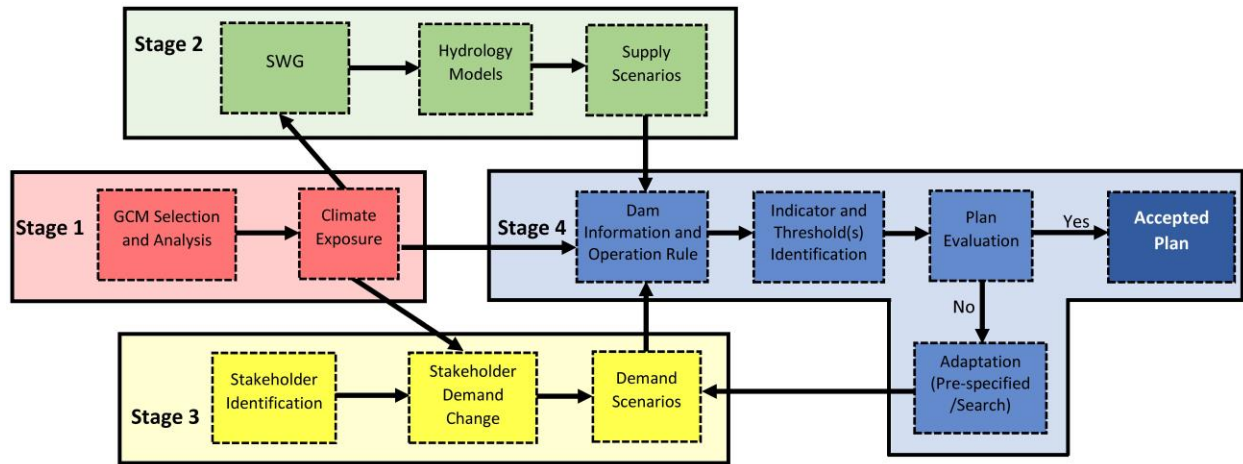 Stage 2
SWG
Hydrology
Models
Supply
Scenarios
Stage 1
GCM Selection
and Analysis
Climate
Exposure
Stage 4
Dam
Information and
Operation Rule
Indicator and
Threshold(s)
Identification
Plan
Evaluation
Yes
Accepted
Plan
No
Adaptation
(Pre-specified
/Search)
Stage 3
Stakeholder
Identification
Stakeholder
Demand
Change
Demand
Scenarios